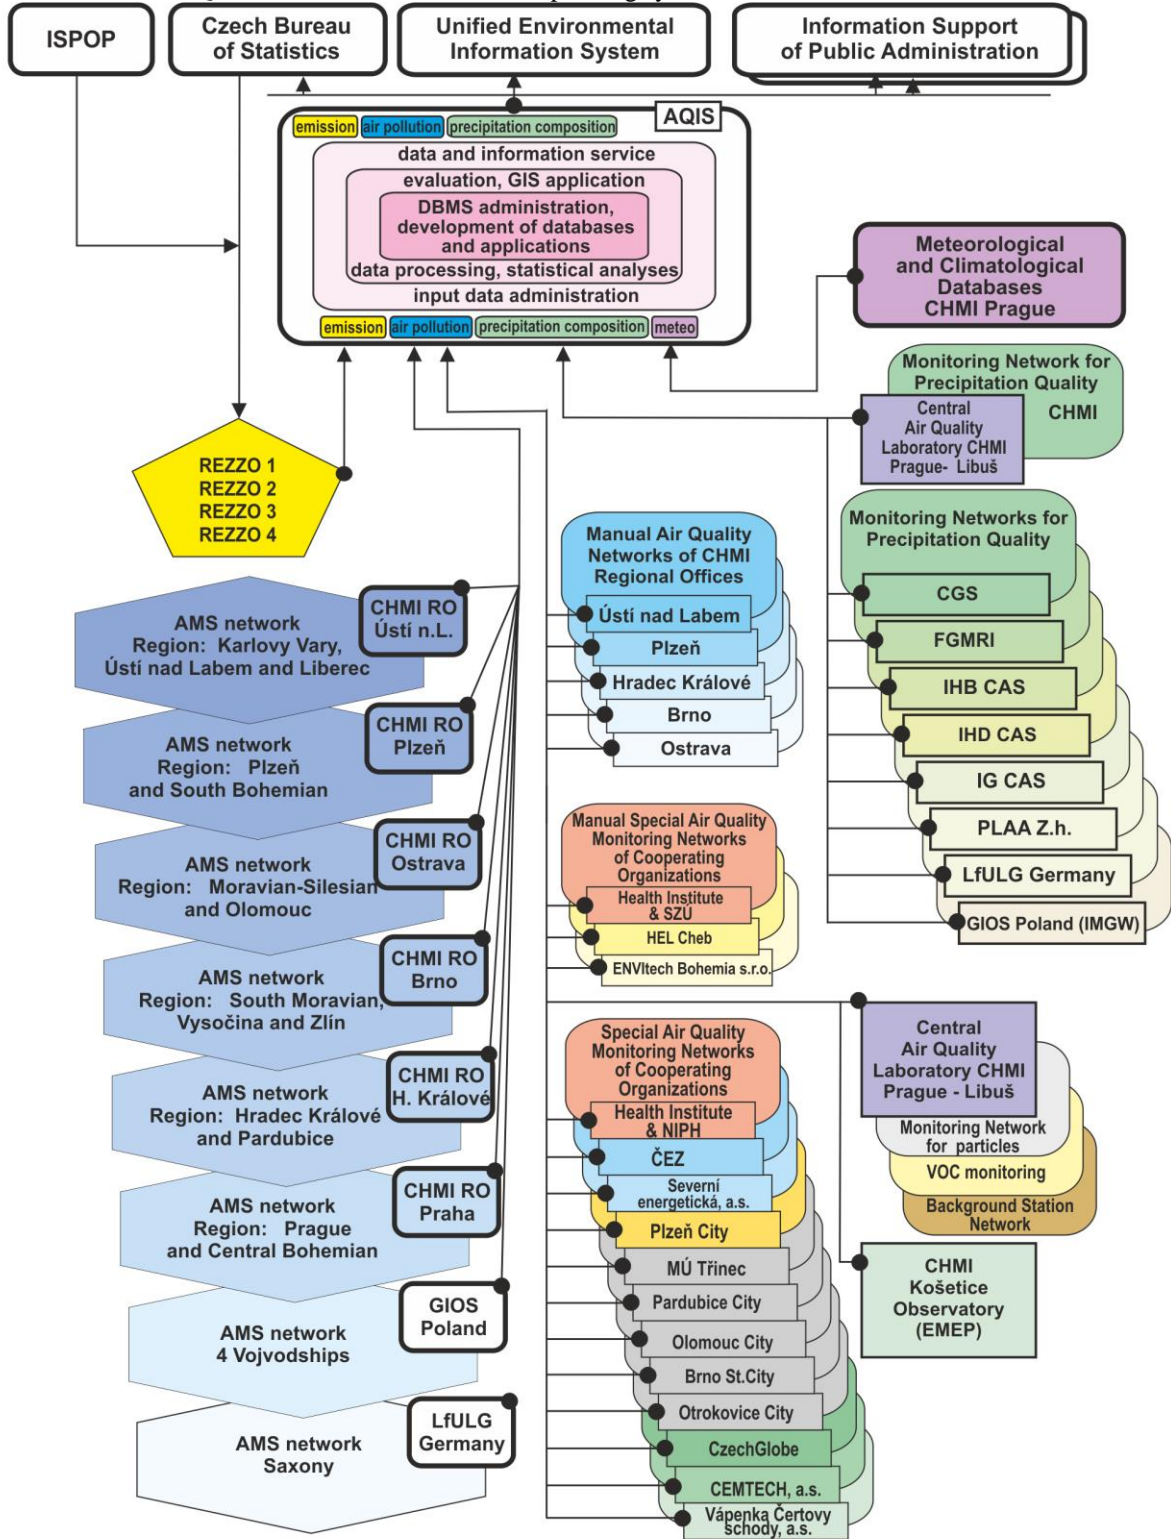 ISPOP
Czech Bureau
of Statistics
Unified Environmental
Information System
Information Support
of Public Administration
AQIS
emission
air pollution
precipitation composition
data and information service
evaluation, GIS application
DBMS administration,
development of databases
and applications
data processing, statistical analyses
input data administration
emission
air pollution
precipitation composition
meteo
Meteorological
and Climatological
Databases
CHMI Prague
Monitoring Network for
Precipitation Quality
CHMI
Central
Air Quality
Laboratory CHMI
Prague- Libuš
REZZO 1
REZZO 2
REZZO 3
REZZO 4
Monitoring Networks for
Precipitation Quality
CGS
FGMRI
IHB CAS
IHD CAS
IG CAS
PLAA Z.h.
LfULG Germany
GIOS Poland (IMGW)
Manual Air Quality
Networks of CHMI
Regional Offices
Ústí nad Labem
Plzeň
Hradec Králové
Brno
Ostrava
CHMI RO
Ústí n.L.
AMS network
Region: Karlovy Vary,
Ústí nad Labem and Liberec
CHMI RO
Plzeň
AMS network
Region: Plzeň
and South Bohemian
CHMI RO
Ostrava
AMS network
Region: Moravian-Silesian
and Olomouc
CHMI RO
Brno
AMS network
Region: South Moravian,
Vysočina and Zlín
CHMI RO
H. Králové
AMS network
Region: Hradec Králové
and Pardubice
CHMI RO
Praha
AMS network
Region: Prague
and Central Bohemian
GIOS
Poland
AMS network
4 Vojvodships
LfULG
Germany
AMS network
Saxony
Manual Special Air Quality
Monitoring Networks
of Cooperating
Organizations
Health Institute
& SZÚ
HEL Cheb
ENVItech Bohemia s.r.o.
Special Air Quality
Monitoring Networks
of Cooperating
Organizations
Health Institute
& NIPH
ČEZ
Severní
energetická, a.s.
Plzeň City
MÚ Třinec
Pardubice City
Olomouc City
Brno St.City
Otrokovice City
CzechGlobe
CEMTECH, a.s.
Vápenka Čertovy
schody, a.s.
Central
Air Quality
Laboratory CHMI
Prague - Libuš
Monitoring Network
for particles
VOC monitoring
Background Station
Network
CHMI
Košetice
Observatory
(EMEP)